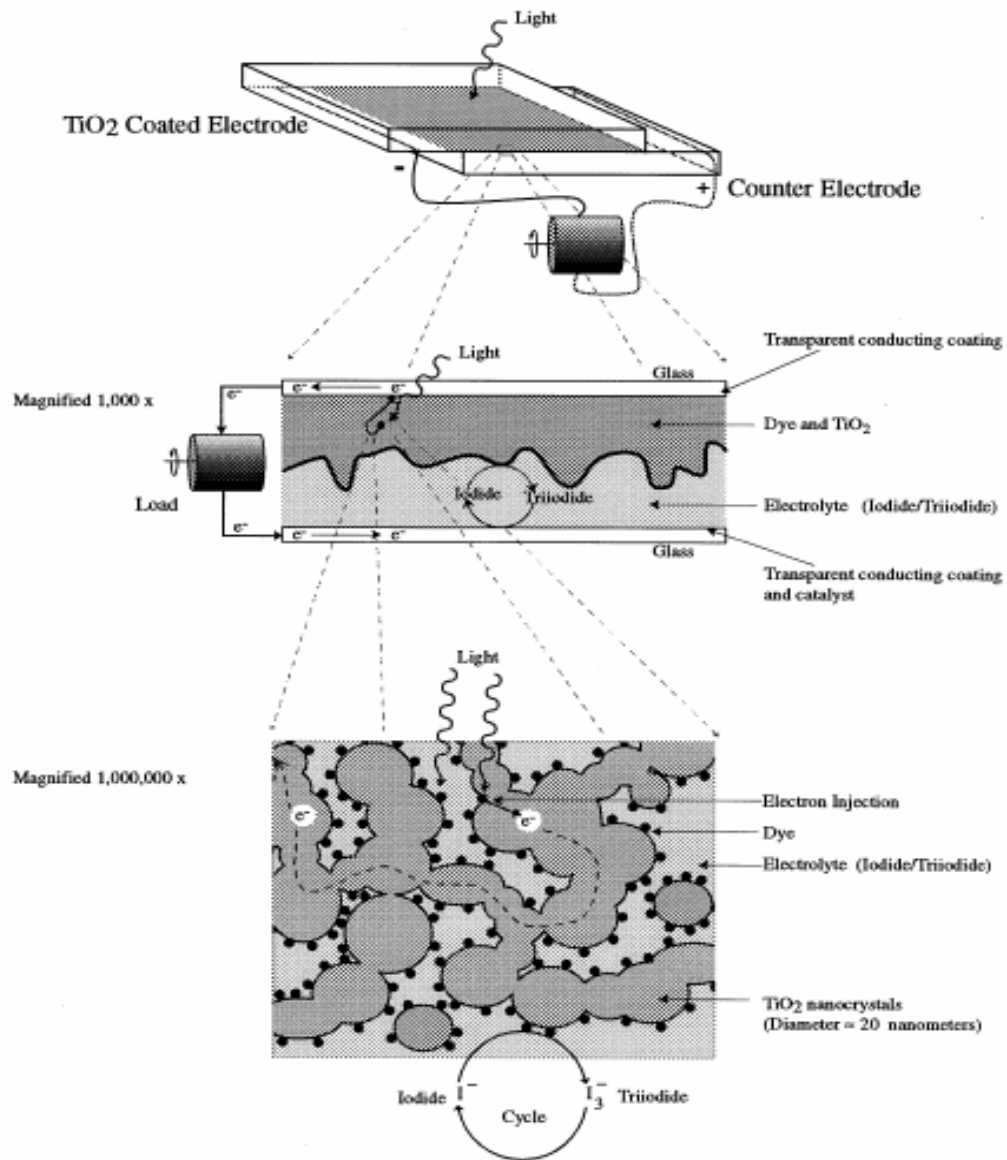 Light
TiO2 Coated Electrode
-
+
Counter Electrode
Transparent conducting coating
Light
Glass
Magnified 1,000 x
e⁻
e⁻
e⁻
Dye and TiO2
Iodide
Triiodide
Load
Electrolyte (Iodide/Triiodide)
e⁻
e⁻
e⁻
Glass
Transparent conducting coating
and catalyst
Light
Magnified 1,000,000 x
Electron Injection
e⁻
e⁻
Dye
Electrolyte (Iodide/Triiodide)
TiO2 nanocrystals
(Diameter ≈ 20 nanometers)
Iodide I⁻
I₃⁻ Triiodide
Cycle